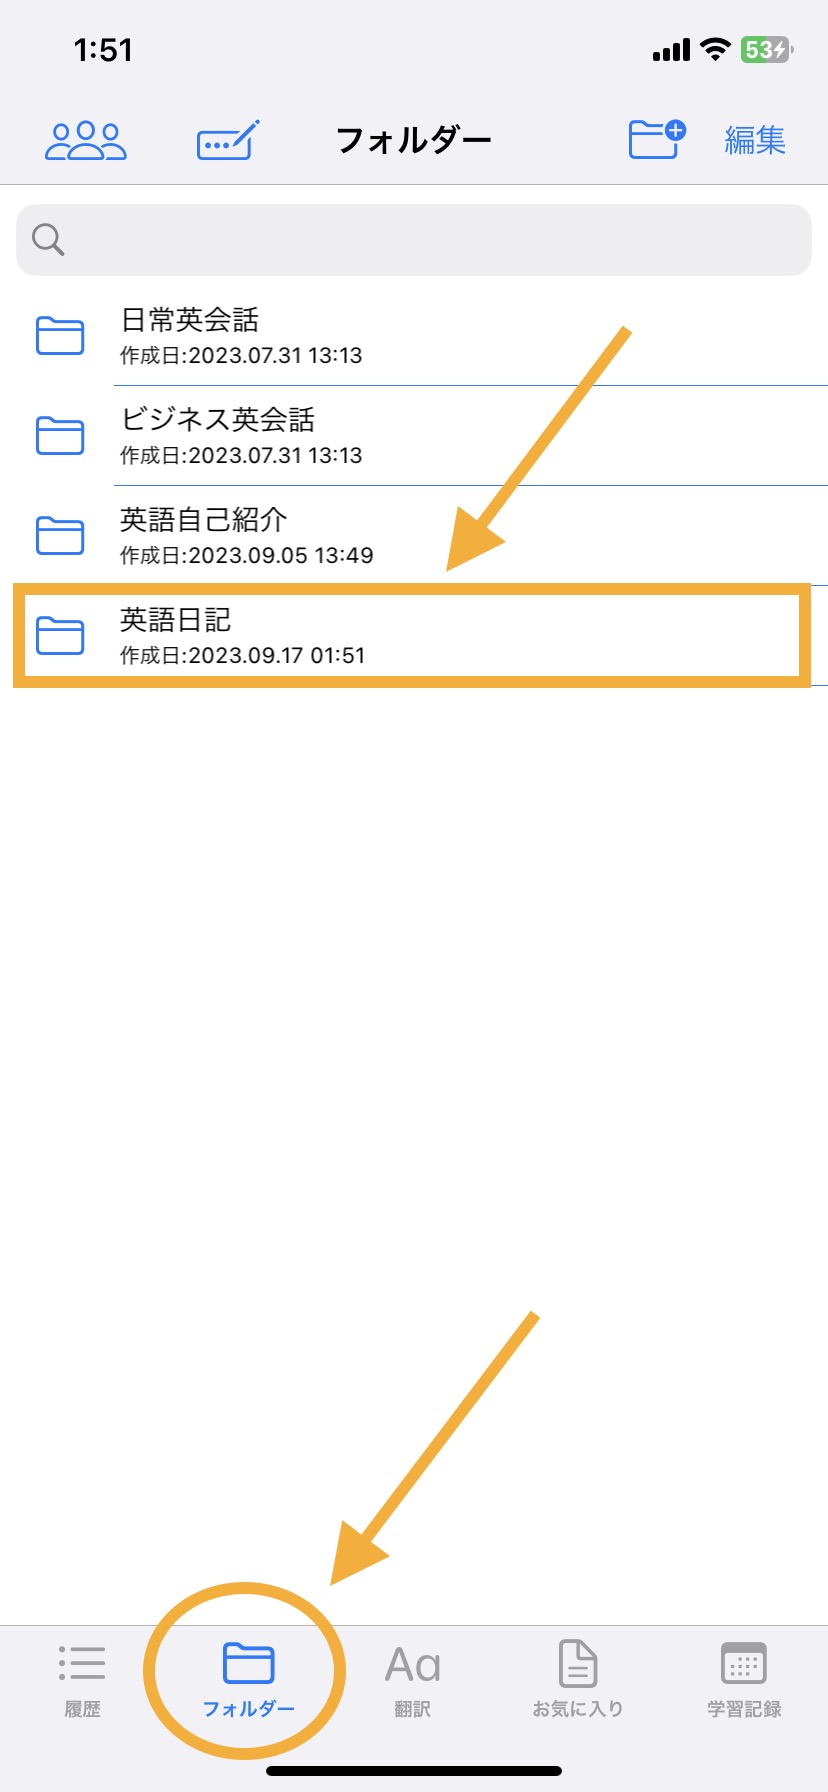 1:51
53
フォルダー
編集
日常英会話
作成日:2023.07.31 13:13
ビジネス英会話
作成日:2023.07.31 13:13
英語自己紹介
作成日:2023.09.05 13:49
英語日記
作成日:2023.09.17 01:51
Aa
履歴
フォルダー
翻訳
お気に入り
学習記録